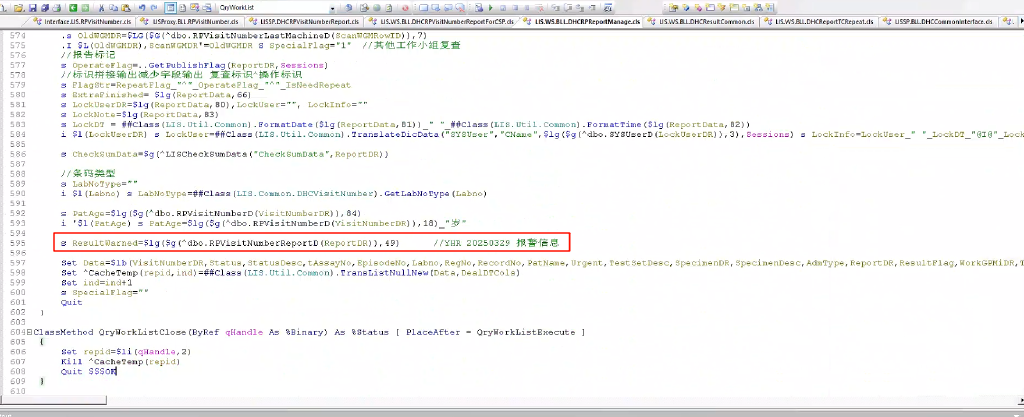 QryWorkList
Interface.LIS.RPVisitNumber.cls USProxy.BLL.RPVisitNumber.cls LISSP.DHCRPVisitNumberReport.cls LIS.WS.BLL.DHCRPVisitNumberReportForCSP.cls LIS.WS.BLL.DHCRPReportManage.cls LIS.WS.BLL.DHCResultCommon.cls LIS.WS.BLL.DHCReportTCRepeat.cls LISSP.BLL.DHCCommonInterface.cls
574 .s OldWGMDR=$LG($G(^dbo.RPVisitNumberLastMachineD(ScanWGMRowID)),7)
575 .I $L(OldWGMDR),ScanWGMDR'=OldWGMDR s SpecialFlag="1" //其他工作小组复查
576 //报告标记
577 s OperateFlag=..GetPublishFlag(ReportDR,Sessions)
578 //标识拼接输出减少字段输出 复查标识^操作标识
579 s FlagStr=RepeatFlag_"^"_OperateFlag_"^"_IsNeedRepeat
580 s ExtraFinished= $lg(ReportData,66)
581 s LockUserDR=$lg(ReportData,80),LockUser="", LockInfo=""
582 s LockNote=$lg(ReportData,83)
583 s LockDT = ##Class(LIS.Util.Common).FormatDate($lg(ReportData,81))_" "_##Class(LIS.Util.Common).FormatTime($lg(ReportData,82))
584 i $l(LockUserDR) s LockUser=##Class(LIS.Util.Common).TranslateDicData("SYSUser","CName",$lg($g(^dbo.SYSUserD(LockUserDR)),3),Sessions) s LockInfo=LockUser_" "_LockDT_"@I@"_Lock
585
586 s CheckSumData=$g(^LISCheckSumData("CheckSumData",ReportDR))
587
588 //条码类型
589 s LabNoType=""
590 i $l(Labno) s LabNoType=##Class(LIS.Common.DHCVisitNumber).GetLabNoType(Labno)
591
592 s PatAge=$lg($g(^dbo.RPVisitNumberD(VisitNumberDR)),84)
593 i '$l(PatAge) s PatAge=$lg($g(^dbo.RPVisitNumberD(VisitNumberDR)),18)_"岁"
594
595 s ResultWarned=$lg($g(^dbo.RPVisitNumberReportD(ReportDR)),49) //YHR 20250329 报警信息
596
597 Set Data=$lb(VisitNumberDR,Status,StatusDesc,tAssayNo,EpisodeNo,Labno,RegNo,RecordNo,PatName,Urgent,TestSetDesc,SpecimenDR,SpecimenDesc,AdmType,ReportDR,ResultFlag,WorkGPMiDR,T
598 Set ^CacheTemp(repid,ind)=##Class(LIS.Util.Common).TransListNullNew(Data,DealDTCols)
599 Set ind=ind+1
600 s SpecialFlag=""
601 Quit
602 }
603
604 ClassMethod QryWorkListClose(ByRef qHandle As %Binary) As %Status [ PlaceAfter = QryWorkListExecute ]
605 {
606 Set repid=$li(qHandle,2)
607 Kill ^CacheTemp(repid)
608 Quit $$$OK
609 }
610